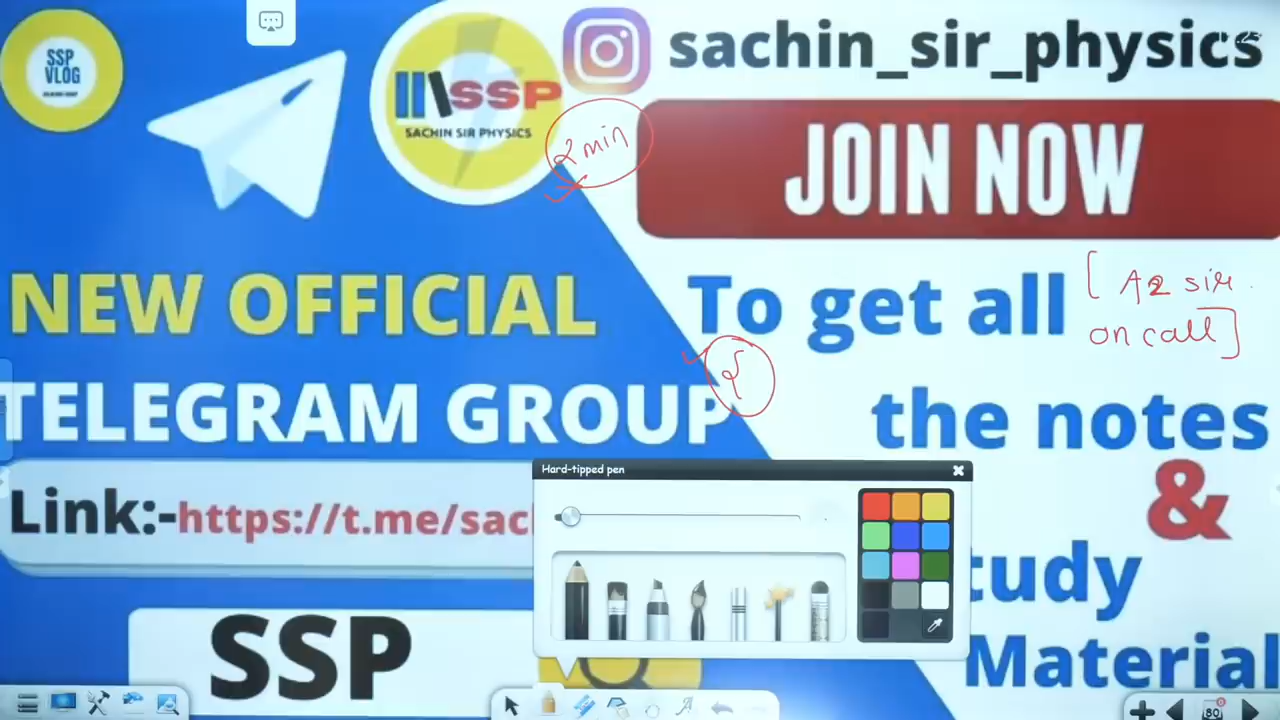 SSP
VLOG
SSP
SACHIN SIR PHYSICS
sachin_sir_physics
2 min
JOIN NOW
NEW OFFICIAL
To get all
[ A2 sir
on call]
TELEGRAM GROUP
the notes
&
Link:-https://t.me/sac
Hard-tipped pen
tudy
SSP
Material
80